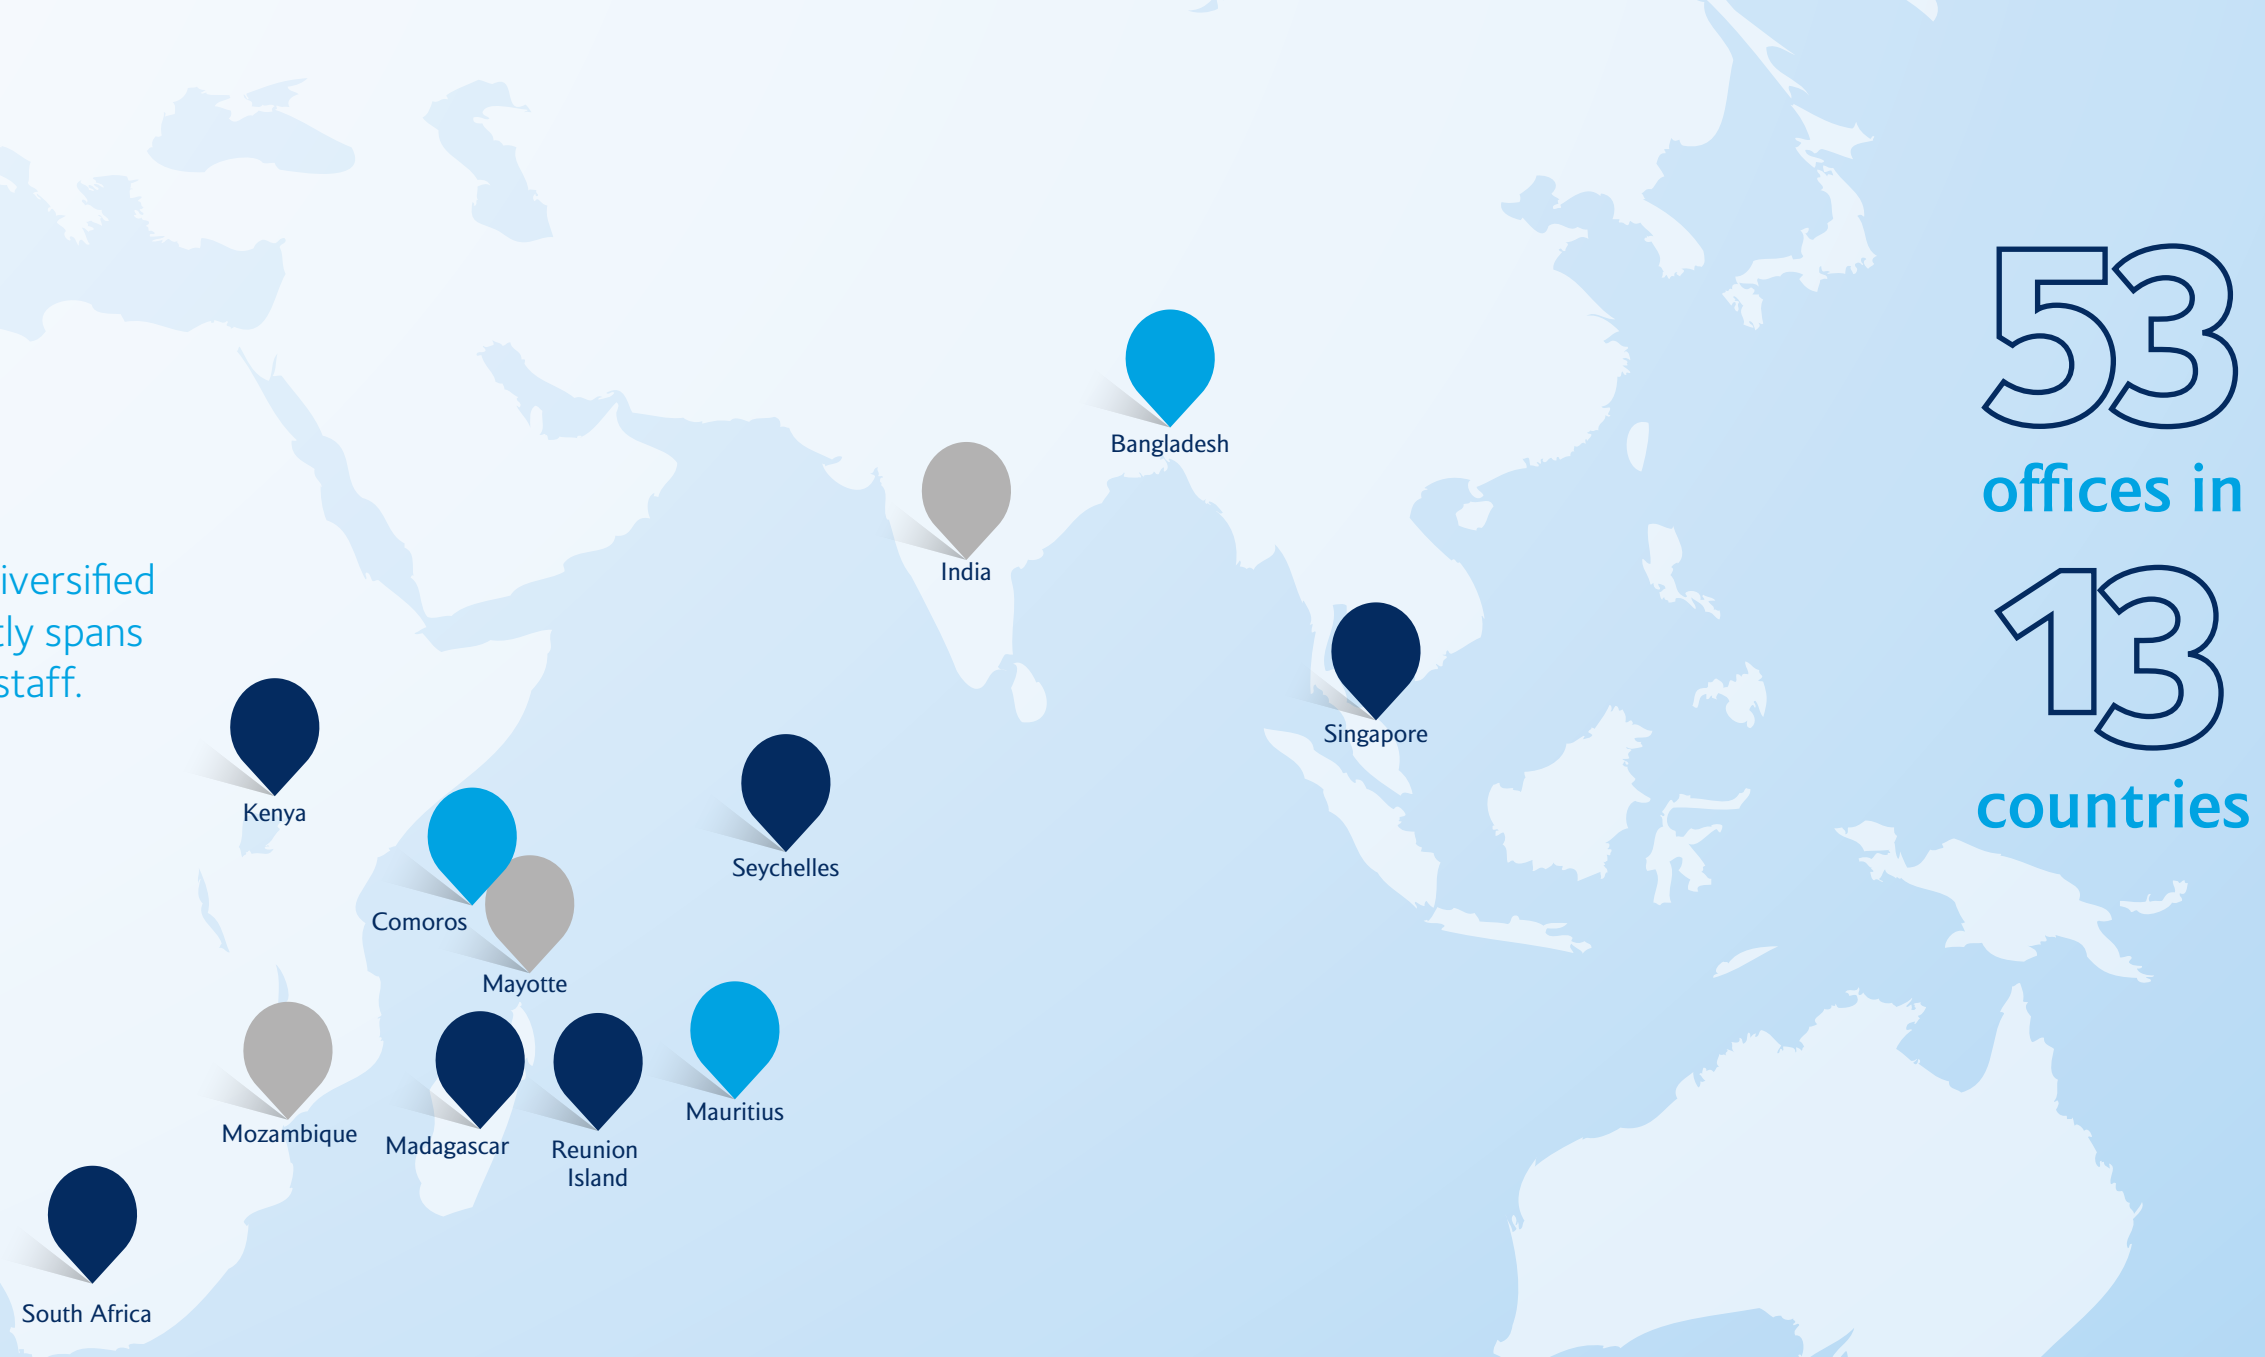 iversified
tly spans
staff.
53
offices in
13
countries
Bangladesh
India
Singapore
Kenya
Seychelles
Comoros
Mayotte
Mauritius
Mozambique
Madagascar
Reunion
Island
South Africa